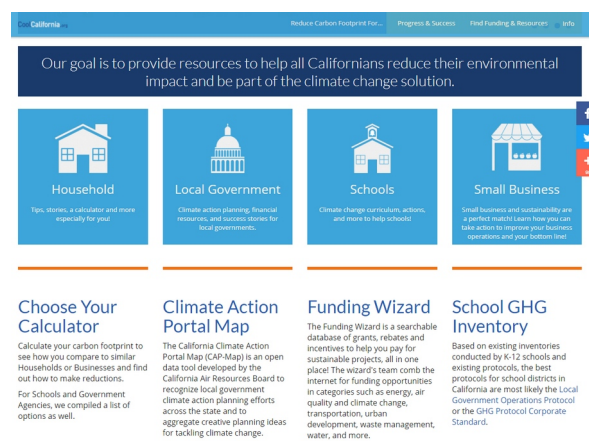 CoolCalifornia.org
Reduce Carbon Footprint For... Progress & Success Find Funding & Resources Info
Our goal is to provide resources to help all Californians reduce their environmental
impact and be part of the climate change solution.
Household
Tips, stories, a calculator and more
especially for you!
Local Government
Climate action planning, financial
resources, and success stories for
local governments.
Schools
Climate change curriculum, actions,
and more to help schools!
Small Business
Small business and sustainability are
a perfect match! Learn how you can
take action to improve your business
operations and your bottom line!
Choose Your
Calculator
Calculate your carbon footprint to
see how you compare to similar
Households or Businesses and find
out how to make reductions.
For Schools and Government
Agencies, we compiled a list of
options as well.
Climate Action
Portal Map
The California Climate Action
Portal Map (CAP-Map) is an open
data tool developed by the
California Air Resources Board to
recognize local government
climate action planning efforts
across the state and to
aggregate creative planning ideas
for tackling climate change.
Funding Wizard
The Funding Wizard is a searchable
database of grants, rebates and
incentives to help you pay for
sustainable projects, all in one
place! The wizard's team comb the
internet for funding opportunities
in categories such as energy, air
quality and climate change,
transportation, urban
development, waste management,
water, and more.
School GHG
Inventory
Based on existing inventories
conducted by K-12 schools and
existing protocols, the best
protocols for school districts in
California are most likely the Local
Government Operations Protocol
or the GHG Protocol Corporate
Standard.